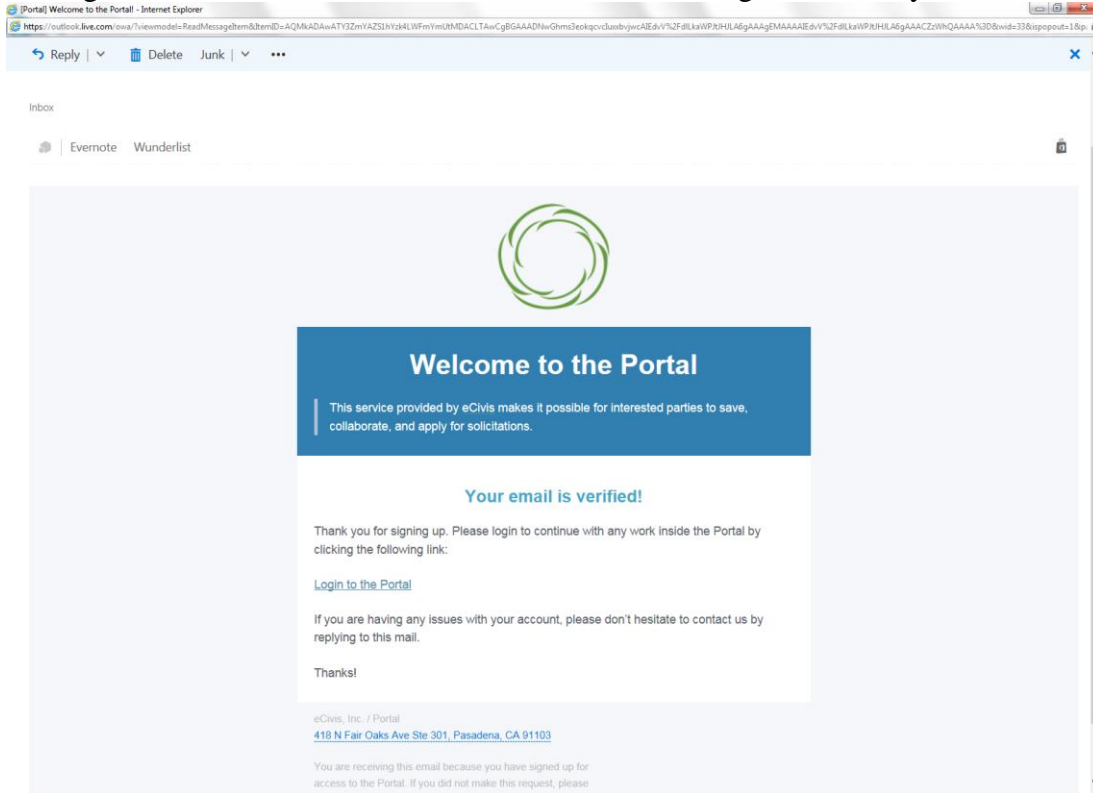 [Portal] Welcome to the Portal! - Internet Explorer
Reply
Delete
Junk
Inbox
Evernote
Wunderlist
Welcome to the Portal
This service provided by eCivis makes it possible for interested parties to save,
collaborate, and apply for solicitations.
Your email is verified!
Thank you for signing up. Please login to continue with any work inside the Portal by
clicking the following link:
Login to the Portal
If you are having any issues with your account, please don't hesitate to contact us by
replying to this mail.
Thanks!
eCivis, Inc. / Portal
418 N Fair Oaks Ave Ste 301, Pasadena, CA 91103
You are receiving this email because you have signed up for
access to the Portal. If you did not make this request, please